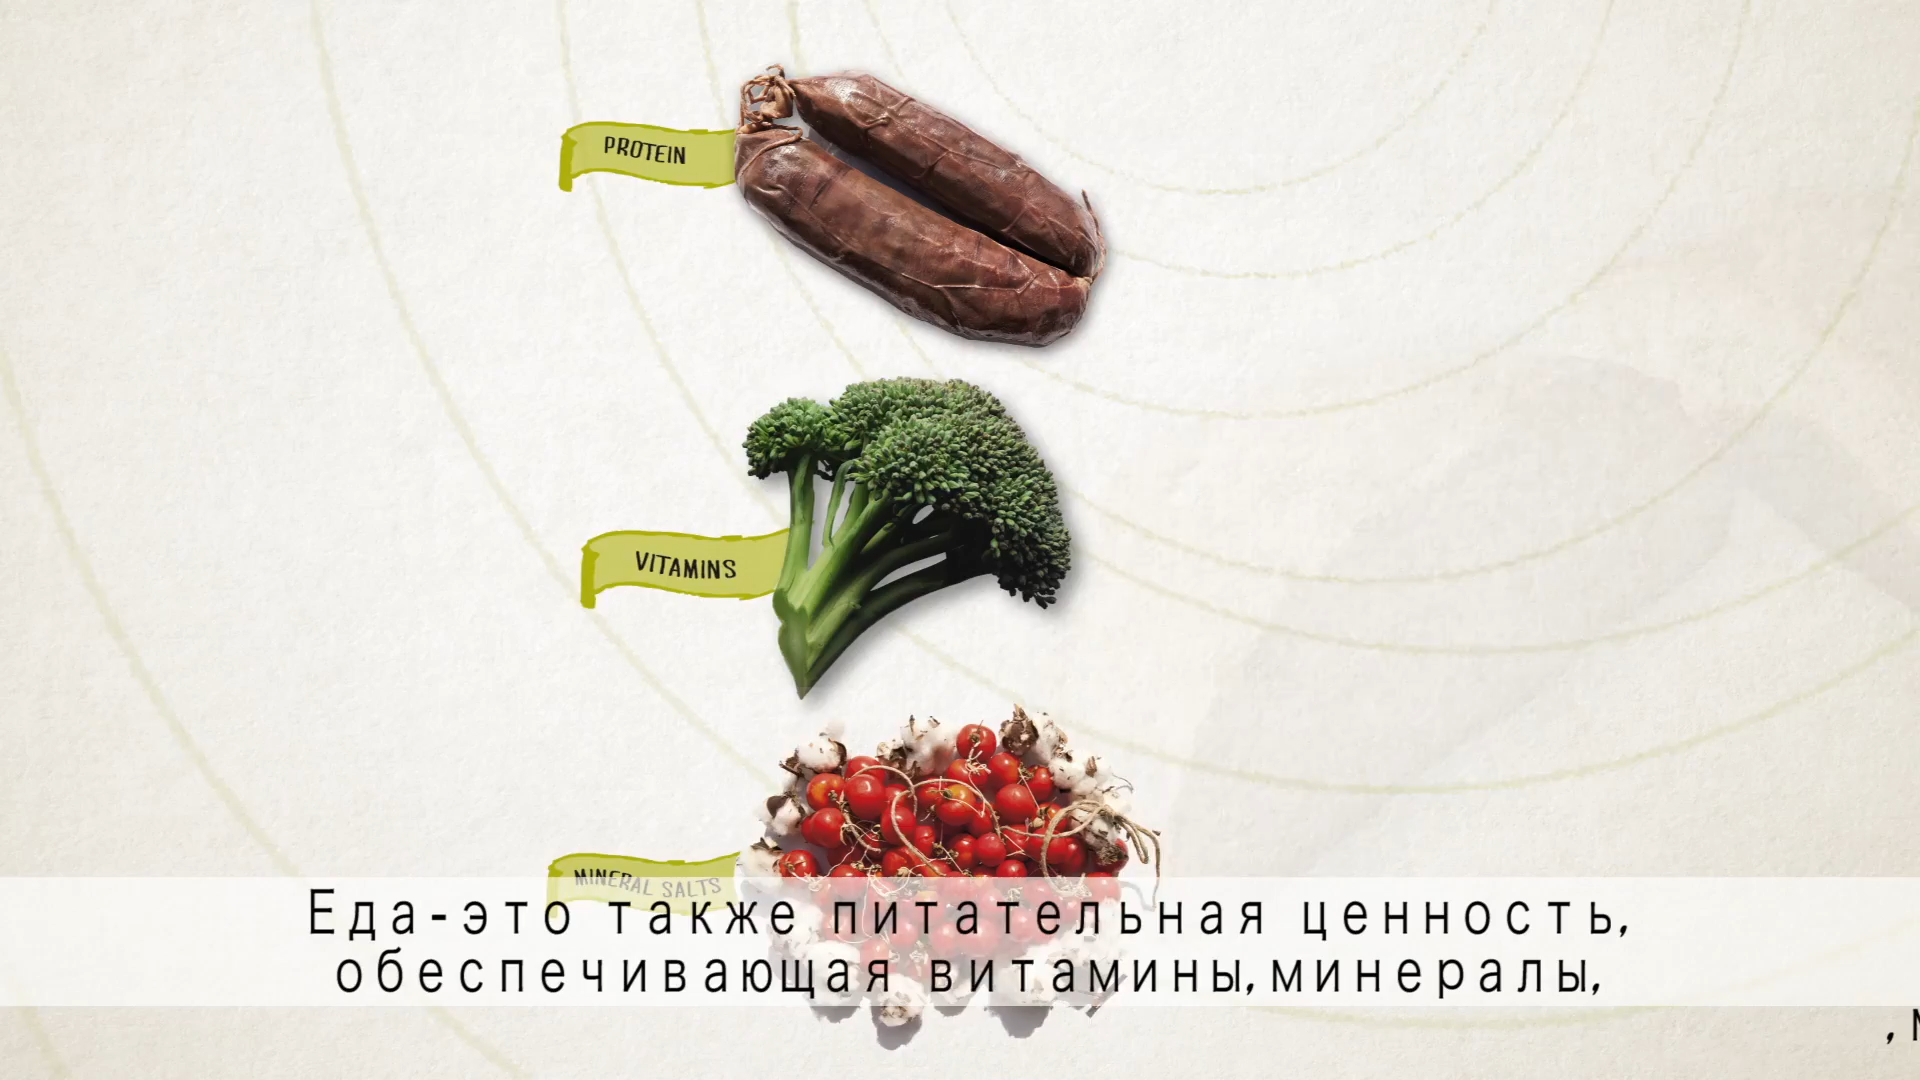 PROTEIN
VITAMINS
MINERAL SALTS
Еда-это также питательная ценность,
обеспечивающая витамины,минералы,